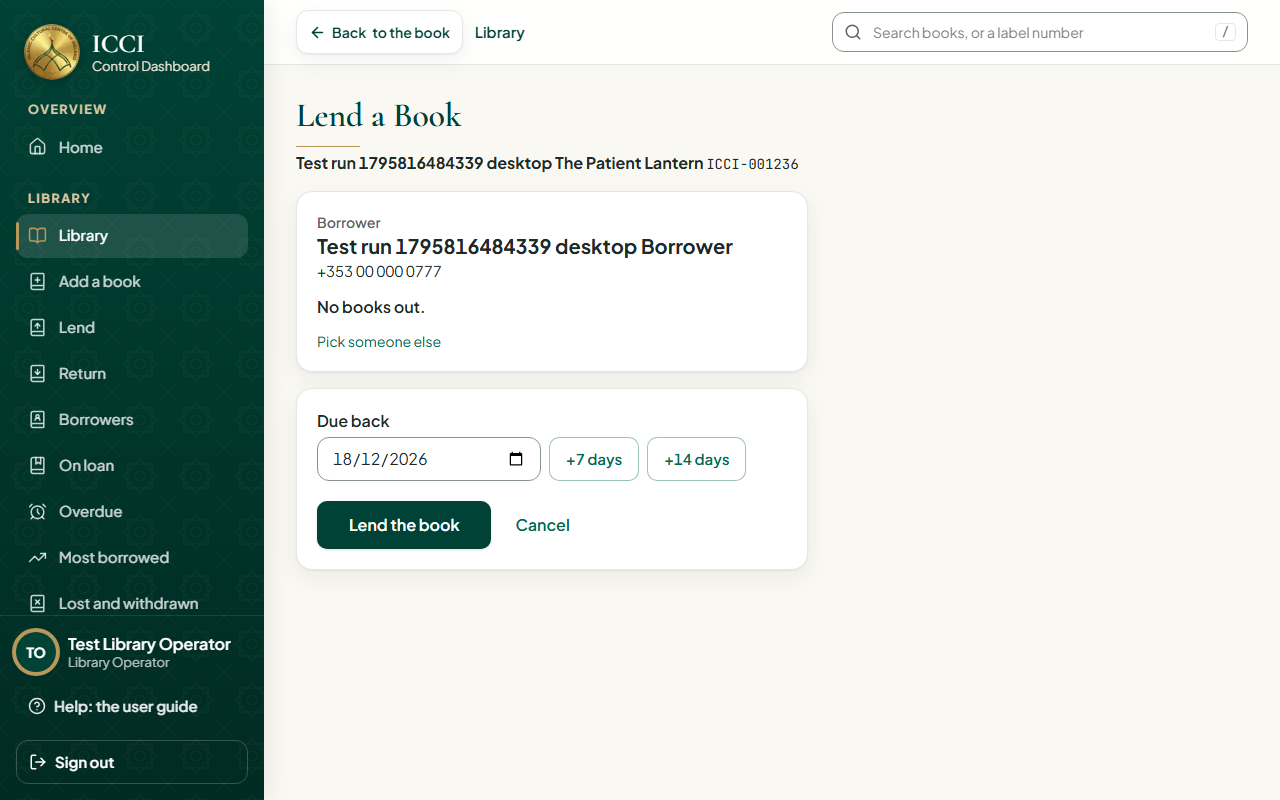 ICCI
Control Dashboard
OVERVIEW
Home
LIBRARY
Library
Add a book
Lend
Return
Borrowers
On loan
Overdue
Most borrowed
Lost and withdrawn
TO
Test Library Operator
Library Operator
Help: the user guide
Sign out
Back to the book
Library
Search books, or a label number
/
Lend a Book
Test run 1795816484339 desktop The Patient Lantern ICCI-001236
Borrower
Test run 1795816484339 desktop Borrower
+353 00 000 0777
No books out.
Pick someone else
Due back
18/12/2026
+7 days
+14 days
Lend the book
Cancel